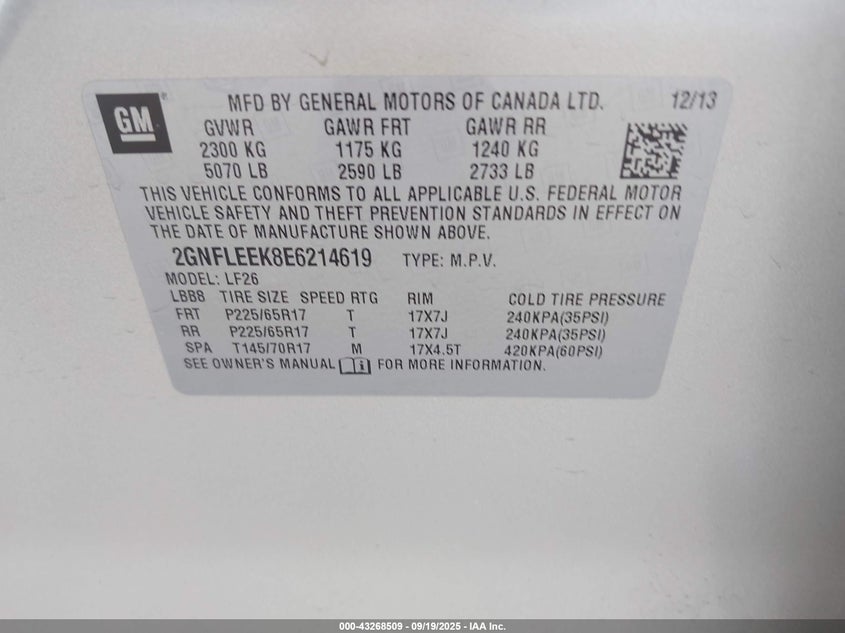 GM
MFD BY GENERAL MOTORS OF CANADA LTD. 12/13
GVWR GAWR FRT GAWR RR
2300 KG 1175 KG 1240 KG
5070 LB 2590 LB 2733 LB
THIS VEHICLE CONFORMS TO ALL APPLICABLE U.S. FEDERAL MOTOR
VEHICLE SAFETY AND THEFT PREVENTION STANDARDS IN EFFECT ON
THE DATE OF MANUFACTURE SHOWN ABOVE.
2GNFLEEK8E6214619 TYPE: M.P.V.
MODEL: LF26
LBB8 TIRE SIZE SPEED RTG RIM COLD TIRE PRESSURE
FRT P225/65R17 T 17X7J 240KPA(35PSI)
RR P225/65R17 T 17X7J 240KPA(35PSI)
SPA T145/70R17 M 17X4.5T 420KPA(60PSI)
SEE OWNER'S MANUAL FOR MORE INFORMATION.
000-43268509 - 09/19/2025 - IAA Inc.